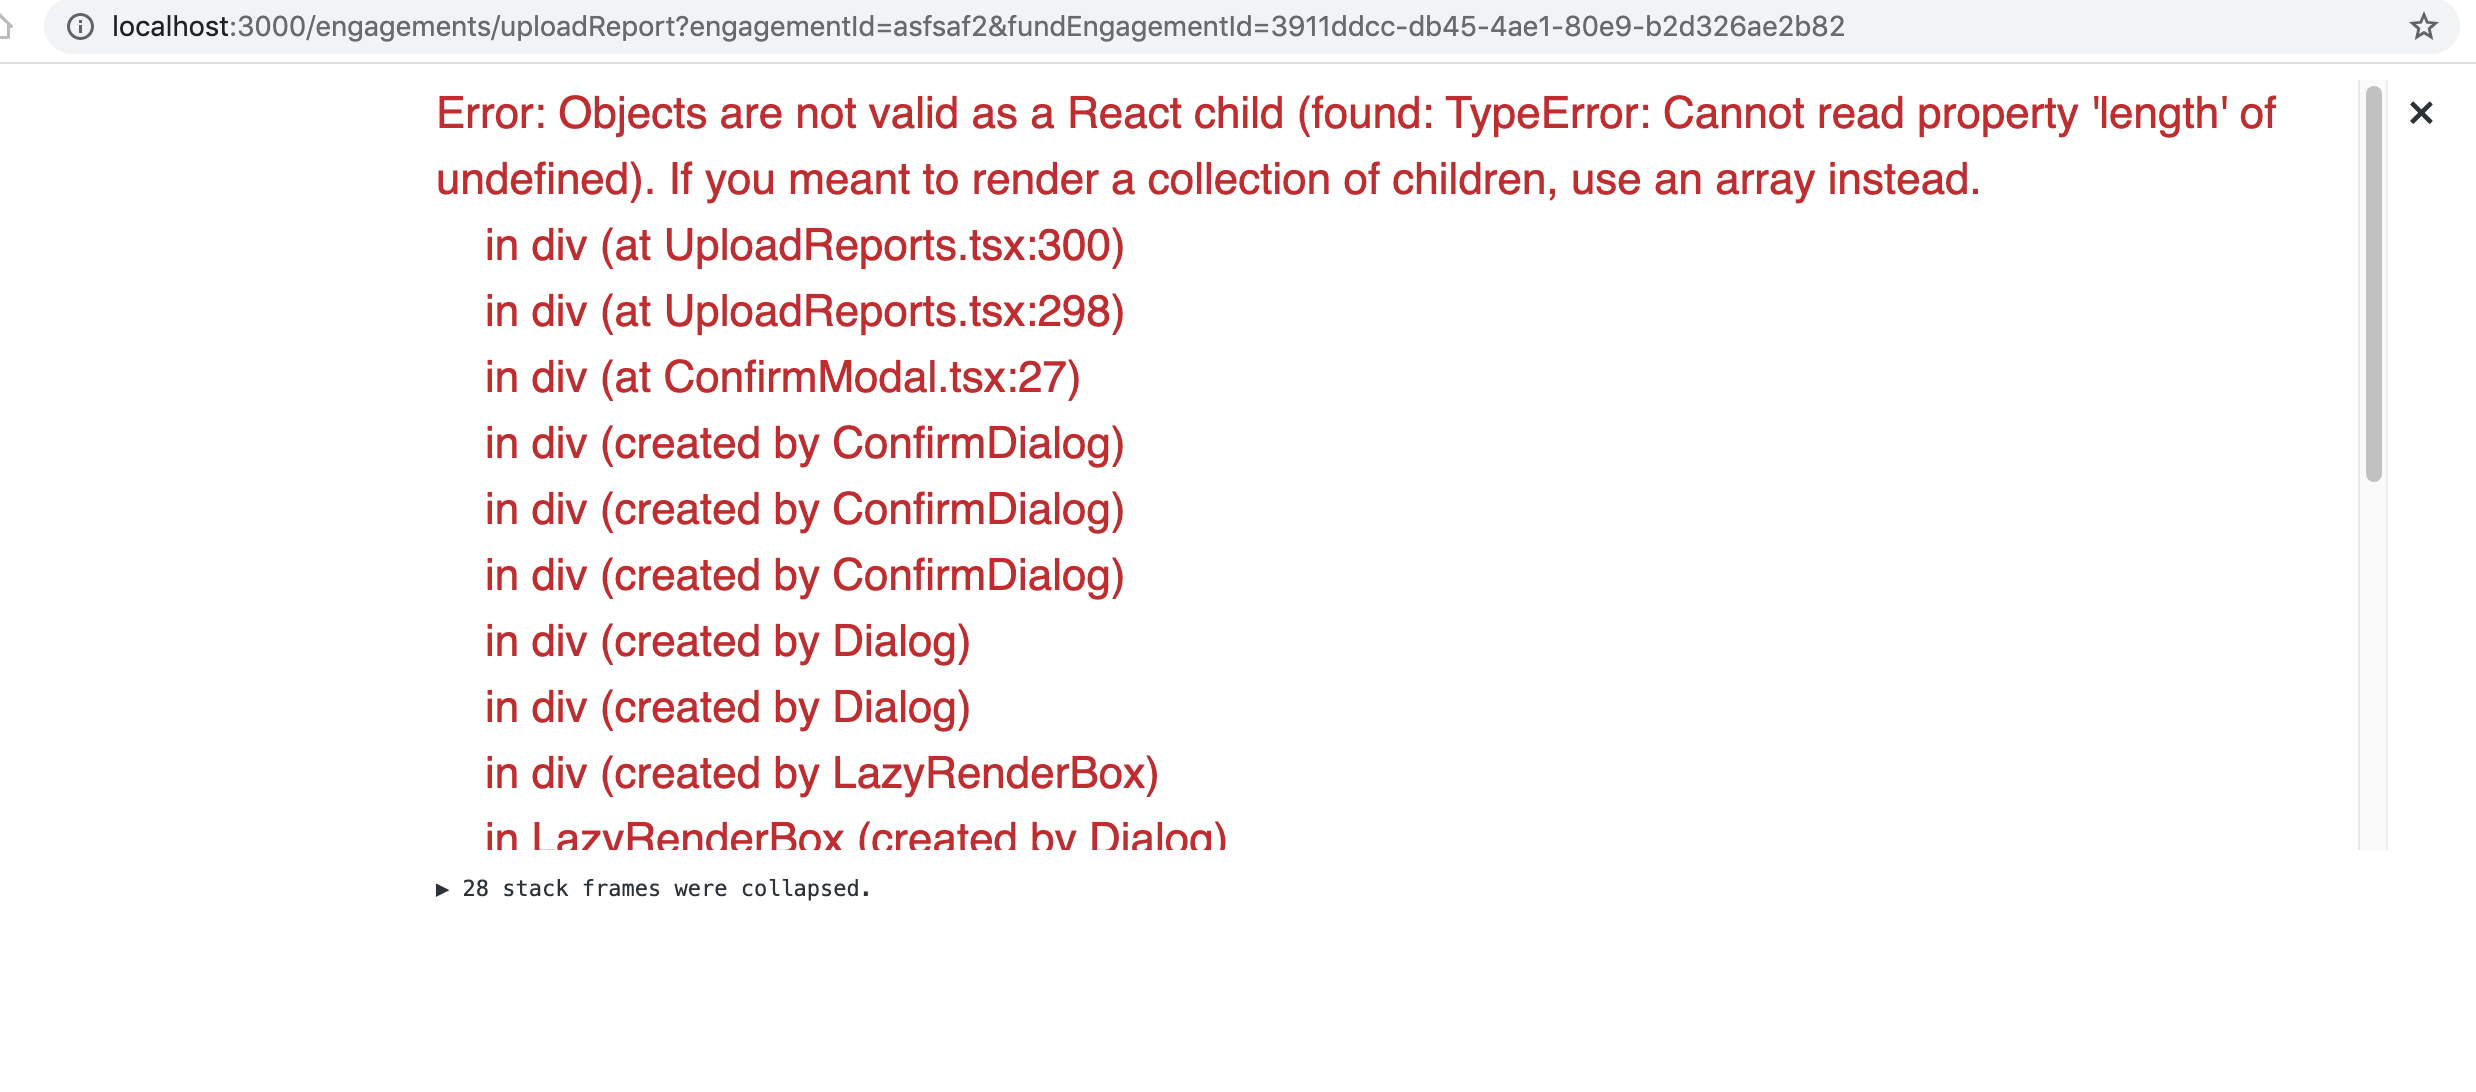 localhost:3000/engagements/uploadReport?engagementId=asfsaf2&fundEngagementId=3911ddcc-db45-4ae1-80e9-b2d326ae2b82
Error: Objects are not valid as a React child (found: TypeError: Cannot read property 'length' of
undefined). If you meant to render a collection of children, use an array instead.
in div (at UploadReports.tsx:300)
in div (at UploadReports.tsx:298)
in div (at ConfirmModal.tsx:27)
in div (created by ConfirmDialog)
in div (created by ConfirmDialog)
in div (created by ConfirmDialog)
in div (created by Dialog)
in div (created by Dialog)
in div (created by LazyRenderBox)
in LazyRenderBox (created by Dialog)
▶ 28 stack frames were collapsed.